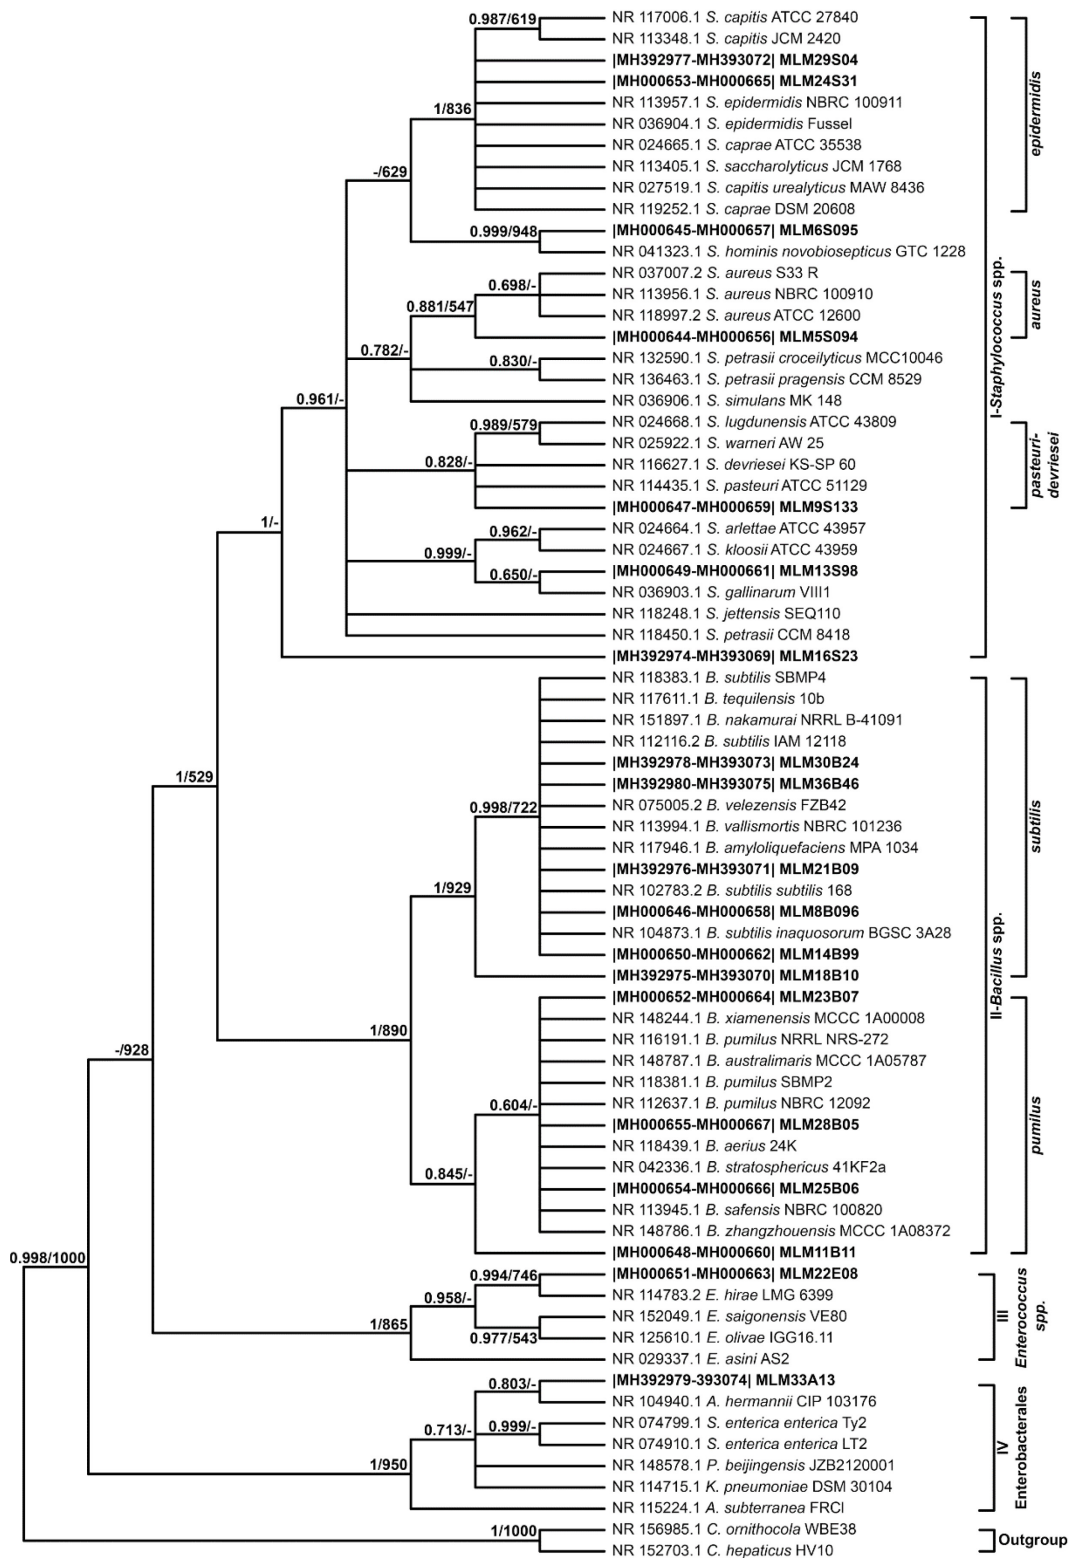 0.987/619
NR 117006.1 S. capitis ATCC 27840
NR 113348.1 S. capitis JCM 2420
|MH392977-MH393072| MLM29S04
|MH000653-MH000665| MLM24S31
1/836
NR 113957.1 S. epidermidis NBRC 100911
NR 036904.1 S. epidermidis Fussel
NR 024665.1 S. caprae ATCC 35538
NR 113405.1 S. saccharolyticus JCM 1768
NR 027519.1 S. capitis urealyticus MAW 8436
NR 119252.1 S. caprae DSM 20608
epidermidis
-/629
0.999/948
|MH000645-MH000657| MLM6S095
NR 041323.1 S. hominis novobiosepticus GTC 1228
I-Staphylococcus spp.
0.698/-
NR 037007.2 S. aureus S33 R
NR 113956.1 S. aureus NBRC 100910
NR 118997.2 S. aureus ATCC 12600
0.881/547
|MH000644-MH000656| MLM5S094
aureus
0.782/-
0.830/-
NR 132590.1 S. petrasii croceilyticus MCC10046
NR 136463.1 S. petrasii pragensis CCM 8529
NR 036906.1 S. simulans MK 148
0.961/-
0.989/579
NR 024668.1 S. lugdunensis ATCC 43809
NR 025922.1 S. warneri AW 25
0.828/-
NR 116627.1 S. devriesei KS-SP 60
NR 114435.1 S. pasteuri ATCC 51129
|MH000647-MH000659| MLM9S133
pasteuri-
devriesei
1/-
0.962/-
NR 024664.1 S. arlettae ATCC 43957
NR 024667.1 S. kloosii ATCC 43959
0.999/-
0.650/-
|MH000649-MH000661| MLM13S98
NR 036903.1 S. gallinarum VIII1
NR 118248.1 S. jettensis SEQ110
NR 118450.1 S. petrasii CCM 8418
|MH392974-MH393069| MLM16S23
NR 118383.1 B. subtilis SBMP4
NR 117611.1 B. tequilensis 10b
NR 151897.1 B. nakamurai NRRL B-41091
NR 112116.2 B. subtilis IAM 12118
|MH392978-MH393073| MLM30B24
|MH392980-MH393075| MLM36B46
1/529
0.998/722
NR 075005.2 B. velezensis FZB42
NR 113994.1 B. vallismortis NBRC 101236
NR 117946.1 B. amyloliquefaciens MPA 1034
|MH392976-MH393071| MLM21B09
1/929
NR 102783.2 B. subtilis subtilis 168
|MH000646-MH000658| MLM8B096
NR 104873.1 B. subtilis inaquosorum BGSC 3A28
|MH000650-MH000662| MLM14B99
|MH392975-MH393070| MLM18B10
subtilis
II-Bacillus spp.
|MH000652-MH000664| MLM23B07
NR 148244.1 B. xiamenensis MCCC 1A00008
1/890
NR 116191.1 B. pumilus NRRL NRS-272
-/928
NR 148787.1 B. australimaris MCCC 1A05787
NR 118381.1 B. pumilus SBMP2
0.604/-
NR 112637.1 B. pumilus NBRC 12092
|MH000655-MH000667| MLM28B05
NR 118439.1 B. aerius 24K
0.845/-
NR 042336.1 B. stratosphericus 41KF2a
|MH000654-MH000666| MLM25B06
NR 113945.1 B. safensis NBRC 100820
NR 148786.1 B. zhangzhouensis MCCC 1A08372
|MH000648-MH000660| MLM11B11
pumilus
0.998/1000
0.994/746
|MH000651-MH000663| MLM22E08
0.958/-
NR 114783.2 E. hirae LMG 6399
NR 152049.1 E. saigonensis VE80
1/865
0.977/543
NR 125610.1 E. olivae IGG16.11
NR 029337.1 E. asini AS2
III
Enterococcus
spp.
0.803/-
|MH392979-393074| MLM33A13
NR 104940.1 A. hermannii CIP 103176
0.713/-
0.999/-
NR 074799.1 S. enterica enterica Ty2
NR 074910.1 S. enterica enterica LT2
1/950
NR 148578.1 P. beijingensis JZB2120001
NR 114715.1 K. pneumoniae DSM 30104
NR 115224.1 A. subterranea FRCl
IV
Enterobacterales
1/1000
NR 156985.1 C. ornithocola WBE38
NR 152703.1 C. hepaticus HV10
Outgroup